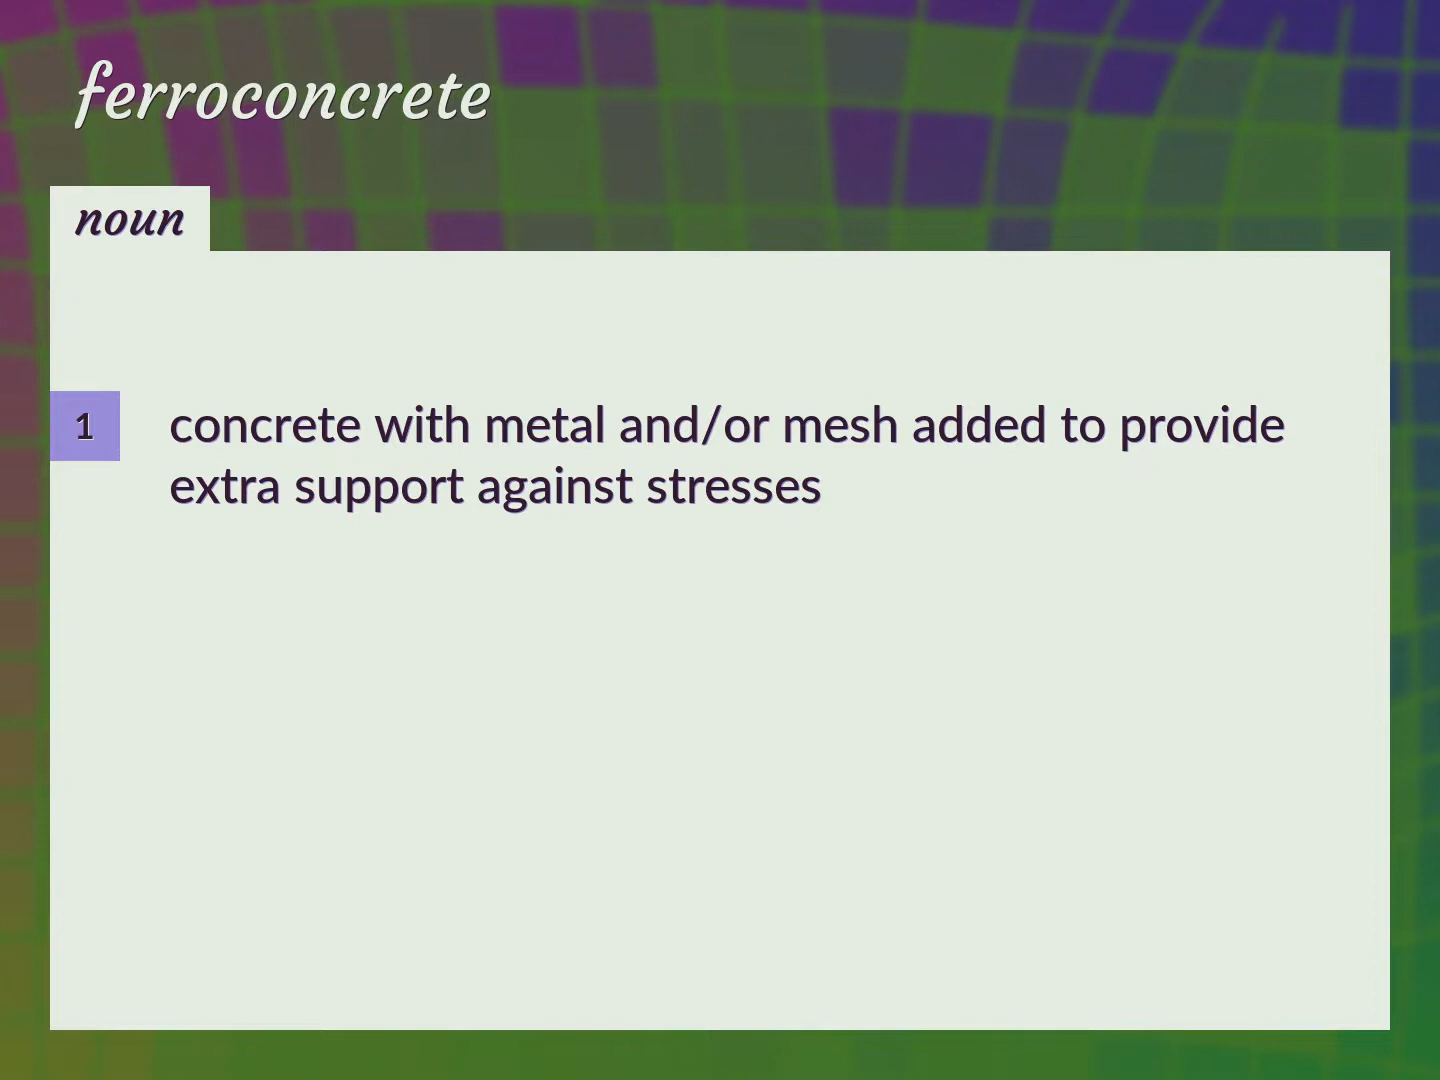 ferroconcrete
noun
1
concrete with metal and/or mesh added to provide
extra support against stresses